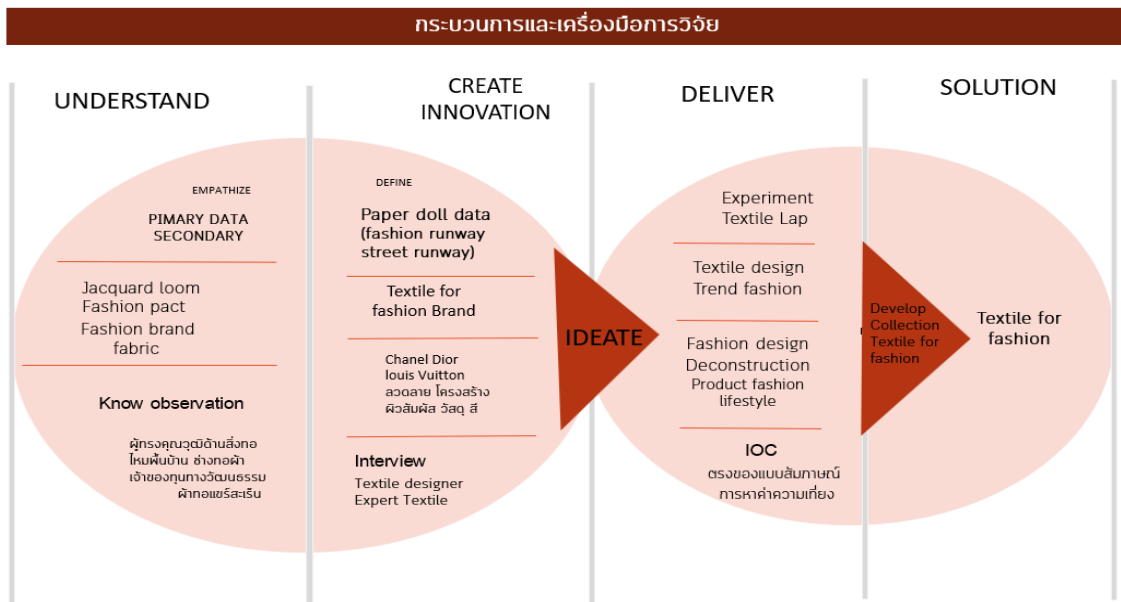 กระบวนการและเครื่องมือการวิจัย
UNDERSTAND
EMPATHIZE
PIMARY DATA
SECONDARY
Jacquard loom
Fashion pact
Fashion brand
fabric
Know observation
ผู้ทรงคุณวุฒิด้านสิ่งทอ
ไหมพื้นบ้าน ช่างทอผ้า
เจ้าของทุนทางวัฒนธรรม
ผ้าทอแซร์สะเร็น
CREATE
INNOVATION
DEFINE
Paper doll data
(fashion runway
street runway)
Textile for
fashion Brand
Chanel Dior
louis Vuitton
ลวดลาย โครงสร้าง
ผิวสัมผัส วัสดุ สี
Interview
Textile designer
Expert Textile
IDEATE
DELIVER
Experiment
Textile Lap
Textile design
Trend fashion
Fashion design
Deconstruction
Product fashion
lifestyle
IOC
ตรงของแบบสัมภาษณ์
การหาค่าความเที่ยง
SOLUTION
Develop
Collection
Textile for
fashion
Textile for
fashion